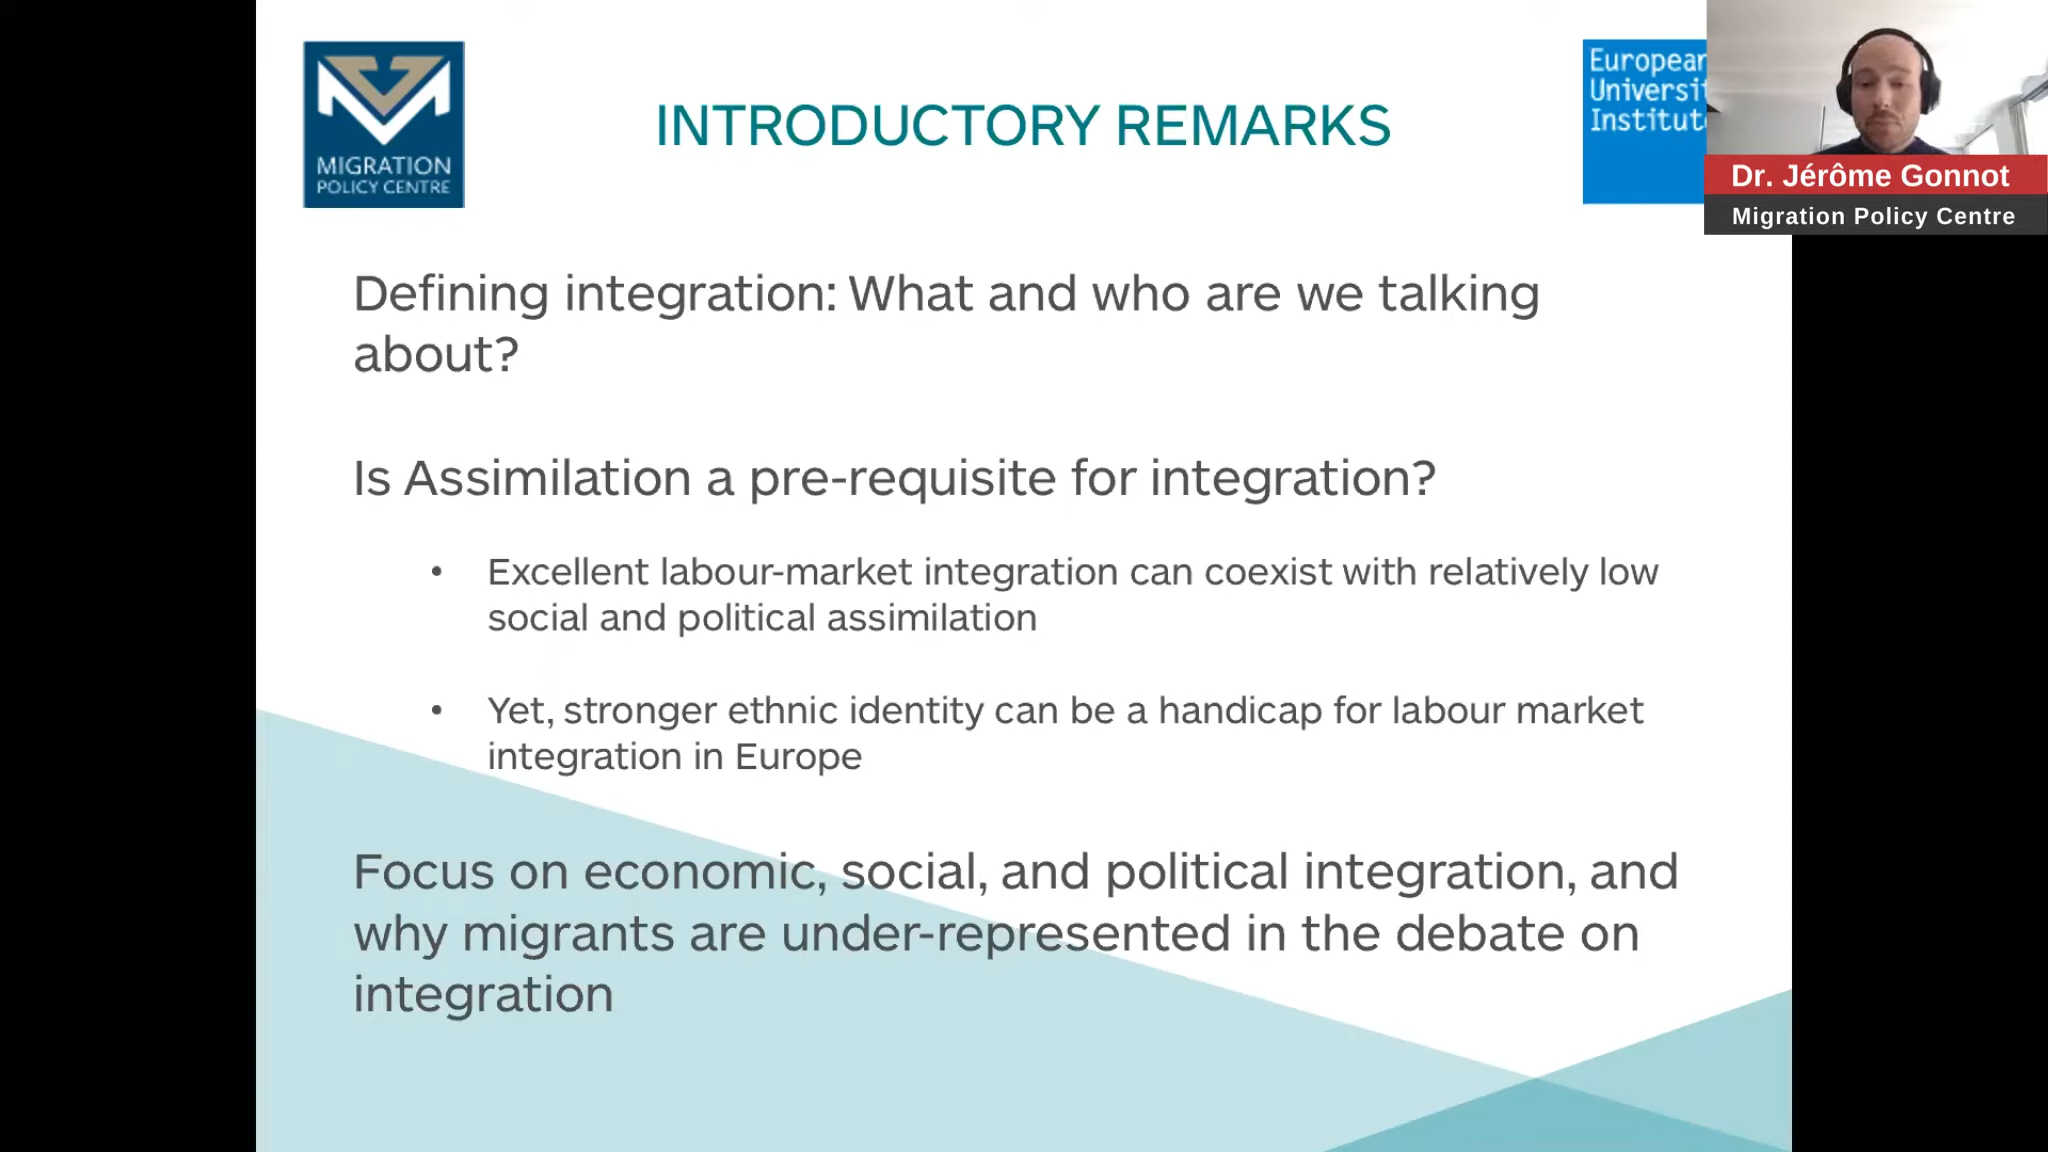 MIGRATION
POLICY CENTRE
INTRODUCTORY REMARKS
European
Universit
Institute
Dr. Jérôme Gonnot
Migration Policy Centre
Defining integration: What and who are we talking
about?
Is Assimilation a pre-requisite for integration?
• Excellent labour-market integration can coexist with relatively low
social and political assimilation
• Yet, stronger ethnic identity can be a handicap for labour market
integration in Europe
Focus on economic, social, and political integration, and
why migrants are under-represented in the debate on
integration